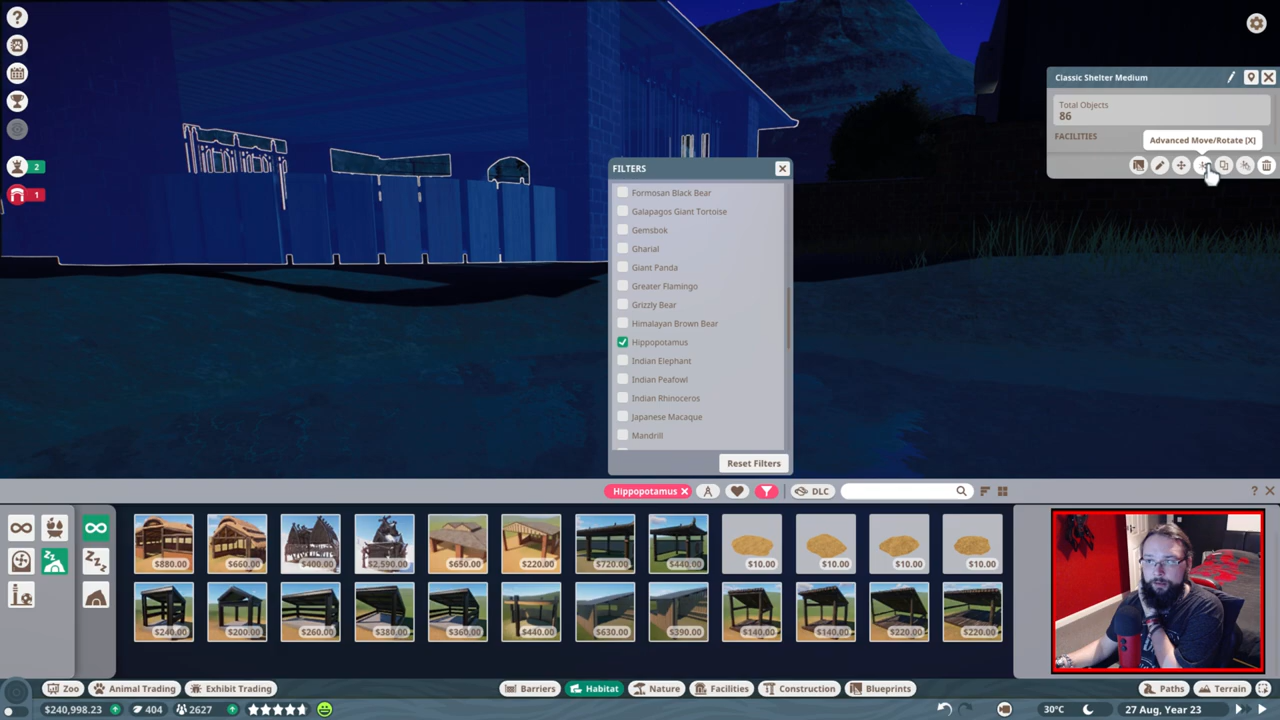 ?
Classic Shelter Medium
Total Objects
86
FACILITIES
Advanced Move/Rotate [X]
2
1
FILTERS
Formosan Black Bear
Galapagos Giant Tortoise
Gemsbok
Gharial
Giant Panda
Greater Flamingo
Grizzly Bear
Himalayan Brown Bear
Hippopotamus
Indian Elephant
Indian Peafowl
Indian Rhinoceros
Japanese Macaque
Mandrill
Reset Filters
Hippopotamus
DLC
?
$880.00 $660.00 $400.00 $2,590.00 $650.00 $220.00 $720.00 $440.00 $10.00 $10.00 $10.00 $10.00
$240.00 $200.00 $260.00 $380.00 $360.00 $440.00 $630.00 $390.00 $140.00 $140.00 $220.00 $220.00
Zoo Animal Trading Exhibit Trading Barriers Habitat Nature Facilities Construction Blueprints Paths Terrain
$240,998.23 404 2627 30°C 27 Aug, Year 23